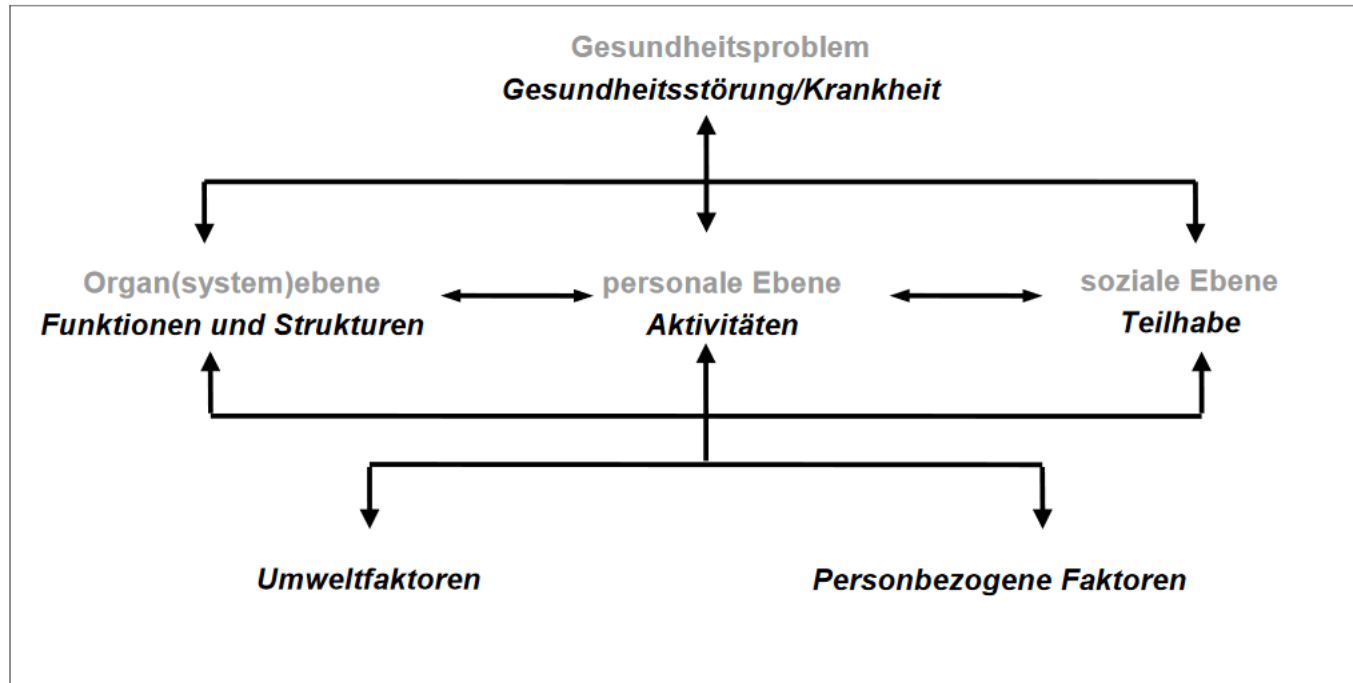 Gesundheitsproblem
Gesundheitsstörung/Krankheit
Organ(system)ebene
Funktionen und Strukturen
personale Ebene
Aktivitäten
soziale Ebene
Teilhabe
Umweltfaktoren
Personbezogene Faktoren